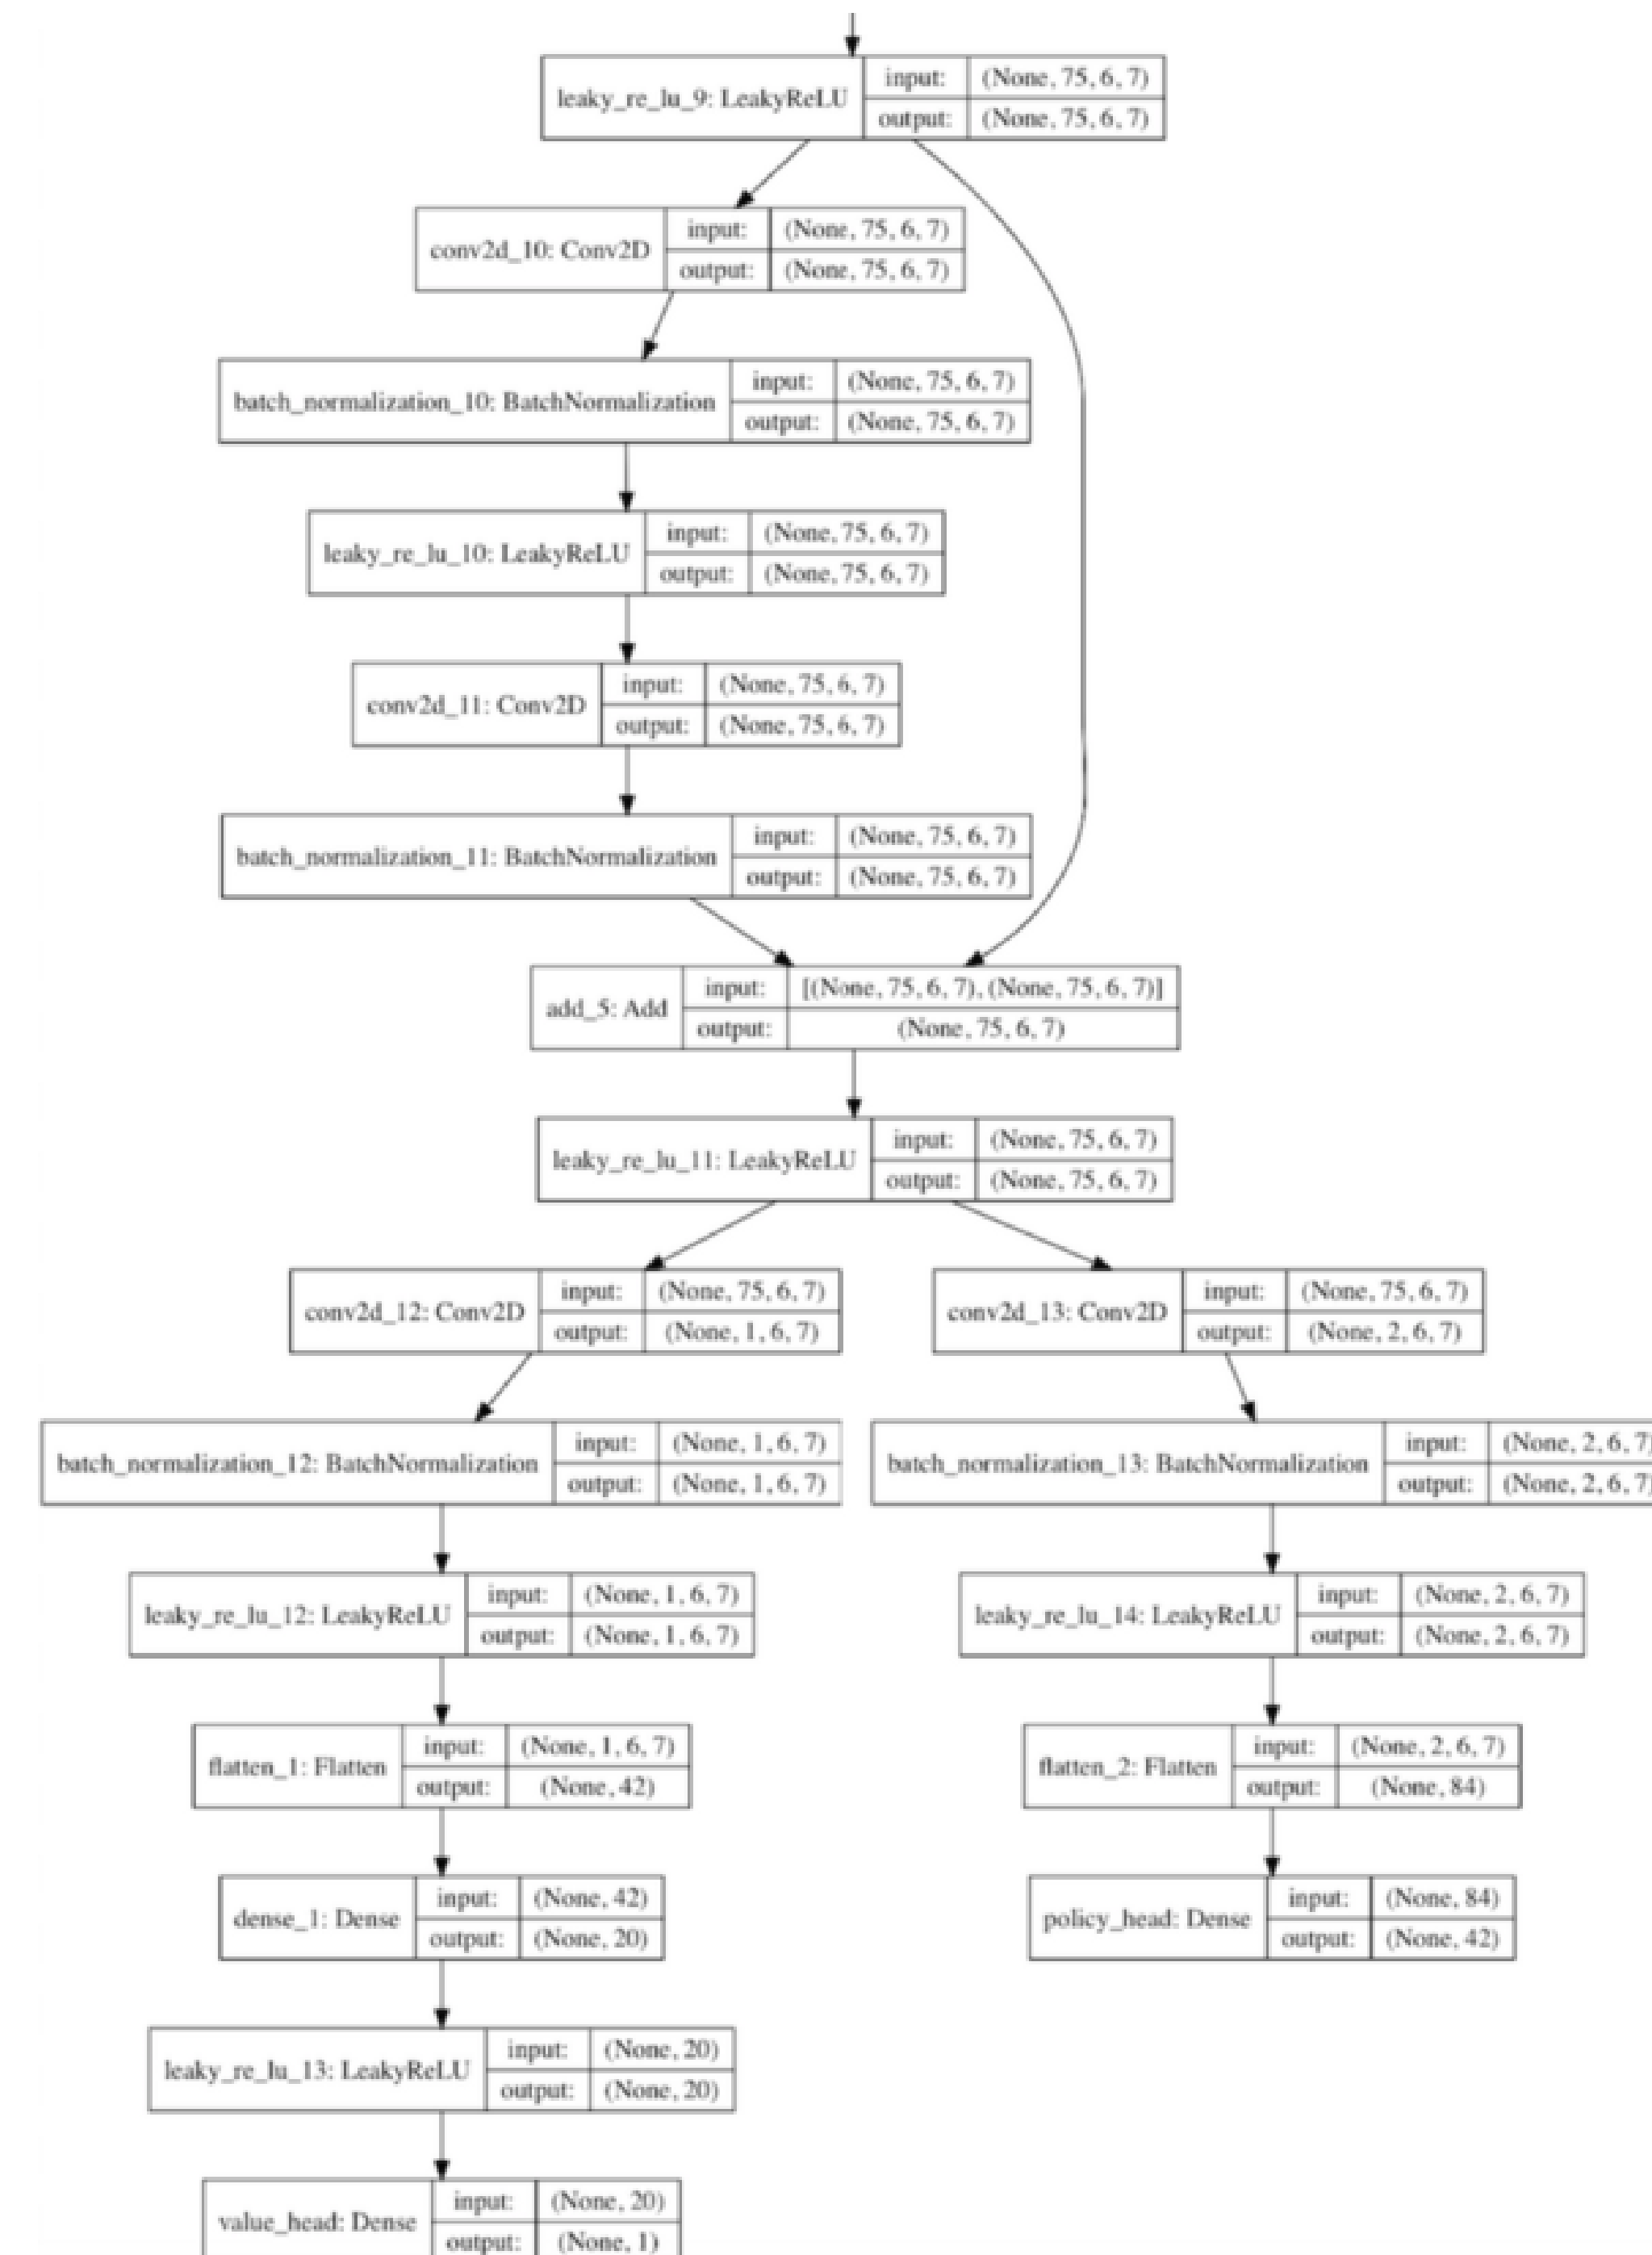 leaky_re_lu_9: LeakyReLU
input: (None, 75, 6, 7)
output: (None, 75, 6, 7)
conv2d_10: Conv2D
input: (None, 75, 6, 7)
output: (None, 75, 6, 7)
batch_normalization_10: BatchNormalization
input: (None, 75, 6, 7)
output: (None, 75, 6, 7)
leaky_re_lu_10: LeakyReLU
input: (None, 75, 6, 7)
output: (None, 75, 6, 7)
conv2d_11: Conv2D
input: (None, 75, 6, 7)
output: (None, 75, 6, 7)
batch_normalization_11: BatchNormalization
input: (None, 75, 6, 7)
output: (None, 75, 6, 7)
add_5: Add
input: [(None, 75, 6, 7), (None, 75, 6, 7)]
output: (None, 75, 6, 7)
leaky_re_lu_11: LeakyReLU
input: (None, 75, 6, 7)
output: (None, 75, 6, 7)
conv2d_12: Conv2D
input: (None, 75, 6, 7)
output: (None, 1, 6, 7)
conv2d_13: Conv2D
input: (None, 75, 6, 7)
output: (None, 2, 6, 7)
batch_normalization_12: BatchNormalization
input: (None, 1, 6, 7)
output: (None, 1, 6, 7)
batch_normalization_13: BatchNormalization
input: (None, 2, 6, 7)
output: (None, 2, 6, 7)
leaky_re_lu_12: LeakyReLU
input: (None, 1, 6, 7)
output: (None, 1, 6, 7)
leaky_re_lu_14: LeakyReLU
input: (None, 2, 6, 7)
output: (None, 2, 6, 7)
flatten_1: Flatten
input: (None, 1, 6, 7)
output: (None, 42)
flatten_2: Flatten
input: (None, 2, 6, 7)
output: (None, 84)
dense_1: Dense
input: (None, 42)
output: (None, 20)
policy_head: Dense
input: (None, 84)
output: (None, 42)
leaky_re_lu_13: LeakyReLU
input: (None, 20)
output: (None, 20)
value_head: Dense
input: (None, 20)
output: (None, 1)